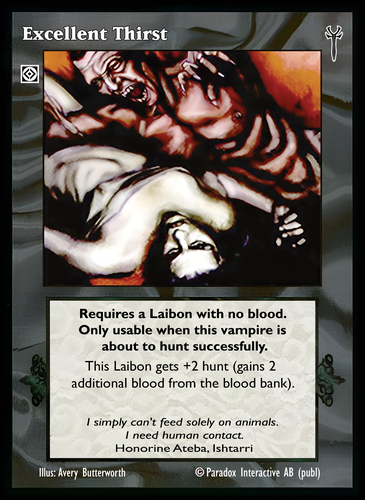 Excellent Thirst
Requires a Laibon with no blood.
Only usable when this vampire is
about to hunt successfully.
This Laibon gets +2 hunt (gains 2
additional blood from the blood bank).
I simply can't feed solely on animals.
I need human contact.
Honorine Ateba, Ishtarri
Illus: Avery Butterworth
© Paradox Interactive AB (publ)